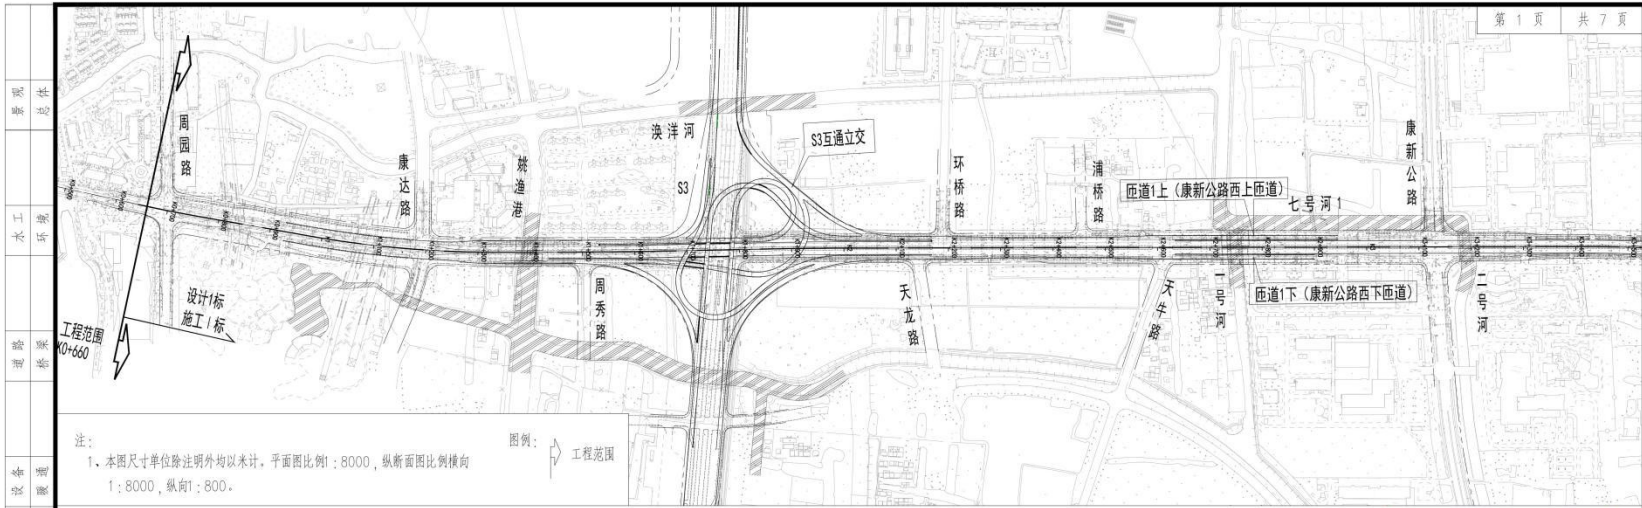 第 1 页 共 7 页
景观
总体
水工
环境
道路
桥梁
设备
暖通
周园路
康达路
姚渔港
涣洋河
S3
S3互通立交
环桥路
浦桥路
康新公路
匝道1上（康新公路西上匝道）
七号河1
周秀路
天龙路
天牛路
一号河
匝道1下（康新公路西下匝道）
二号河
设计1标
施工1标
工程范围
K0+660
注：
1、本图尺寸单位除注明外均以米计。平面图比例1：8000，纵断面图比例横向
1：8000，纵向1：800。
图例：
工程范围